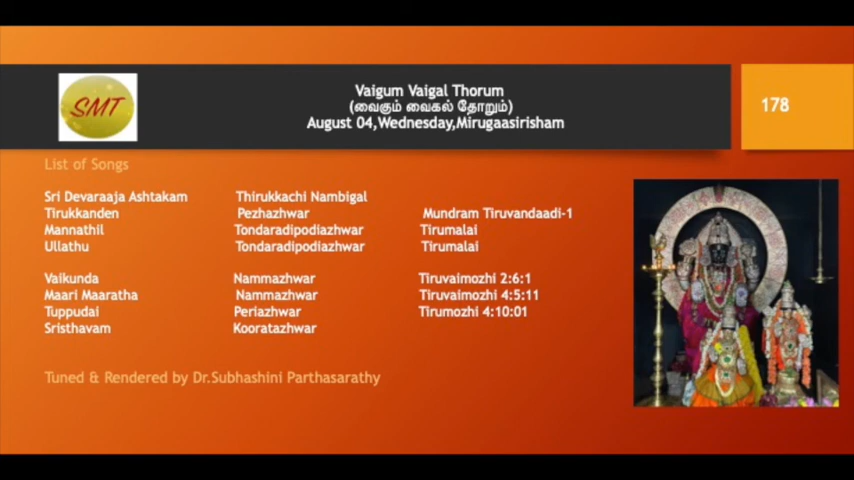 SMT
Vaigum Vaigal Thorum
(வைகும் வைகல் தோறும்)
August 04,Wednesday,Mirugaasirisham
178
List of Songs
Sri Devaraaja Ashtakam Thirukkachi Nambigal
Tirukkanden Pezhazhwar Mundram Tiruvandaadi-1
Mannathil Tondaradipodiazhwar Tirumalai
Ullathu Tondaradipodiazhwar Tirumalai
Vaikunda Nammazhwar Tiruvaimozhi 2:6:1
Maari Maaratha Nammazhwar Tiruvaimozhi 4:5:11
Tuppudai Periazhwar Tirumozhi 4:10:01
Sristhavam Kooratazhwar
Tuned & Rendered by Dr.Subhashini Parthasarathy